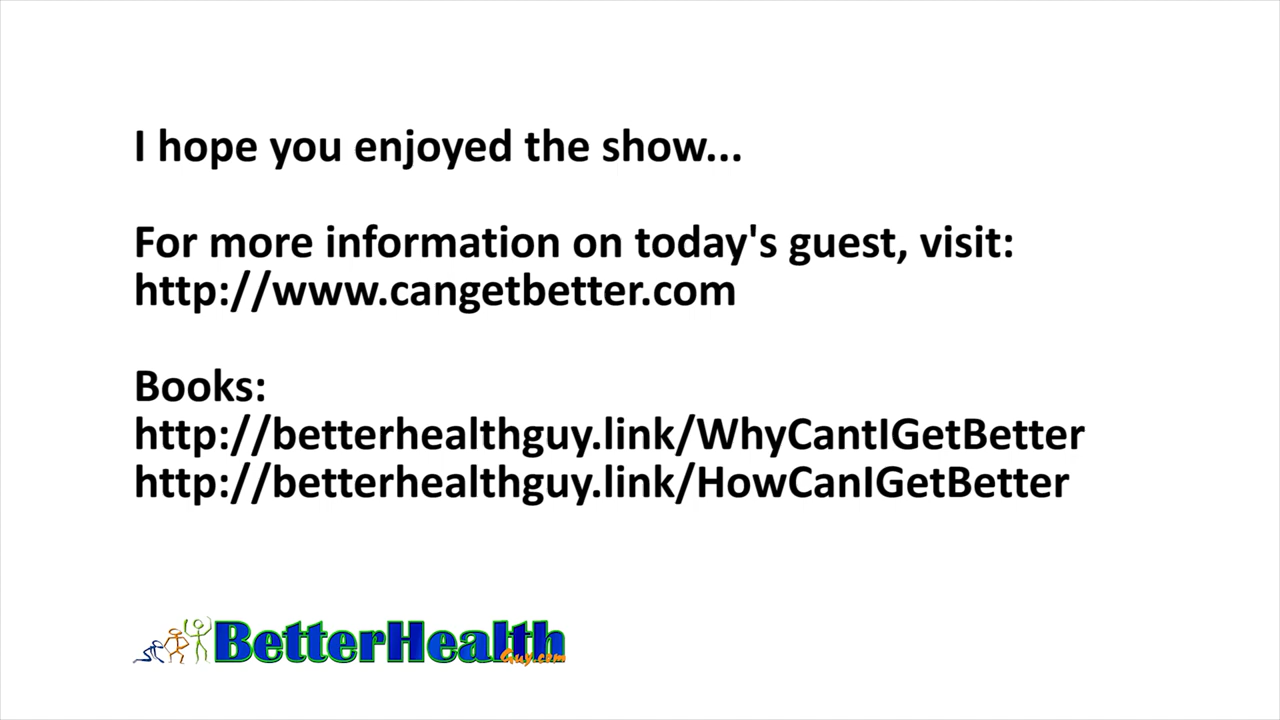 I hope you enjoyed the show...
For more information on today's guest, visit:
http://www.cangetbetter.com
Books:
http://betterhealthguy.link/WhyCantIGetBetter
http://betterhealthguy.link/HowCanIGetBetter
BetterHealth
Guy.com